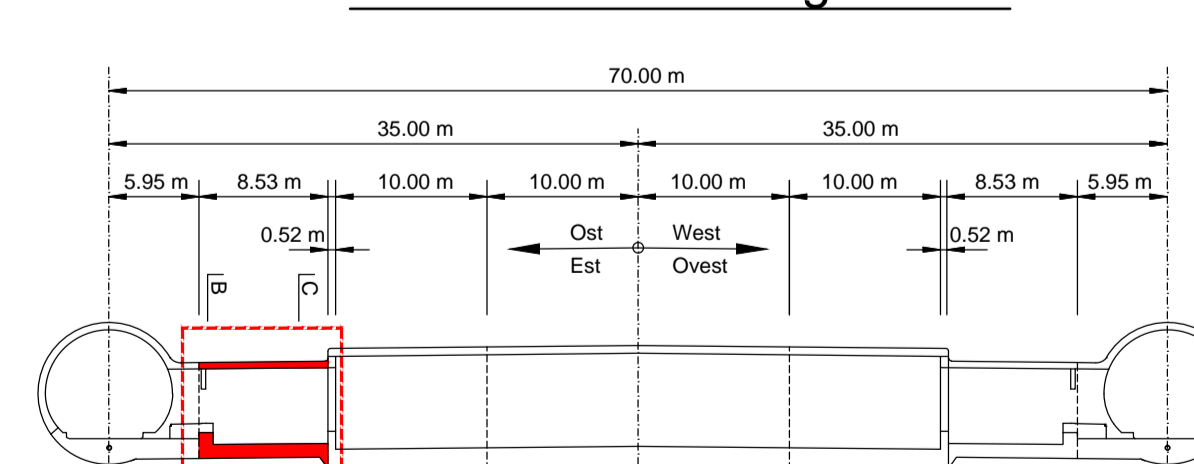 70.00 m
35.00 m 35.00 m
5.95 m 8.53 m 10.00 m 10.00 m 10.00 m 10.00 m 8.53 m 5.95 m
0.52 m Ost West 0.52 m
Est Ovest
B C